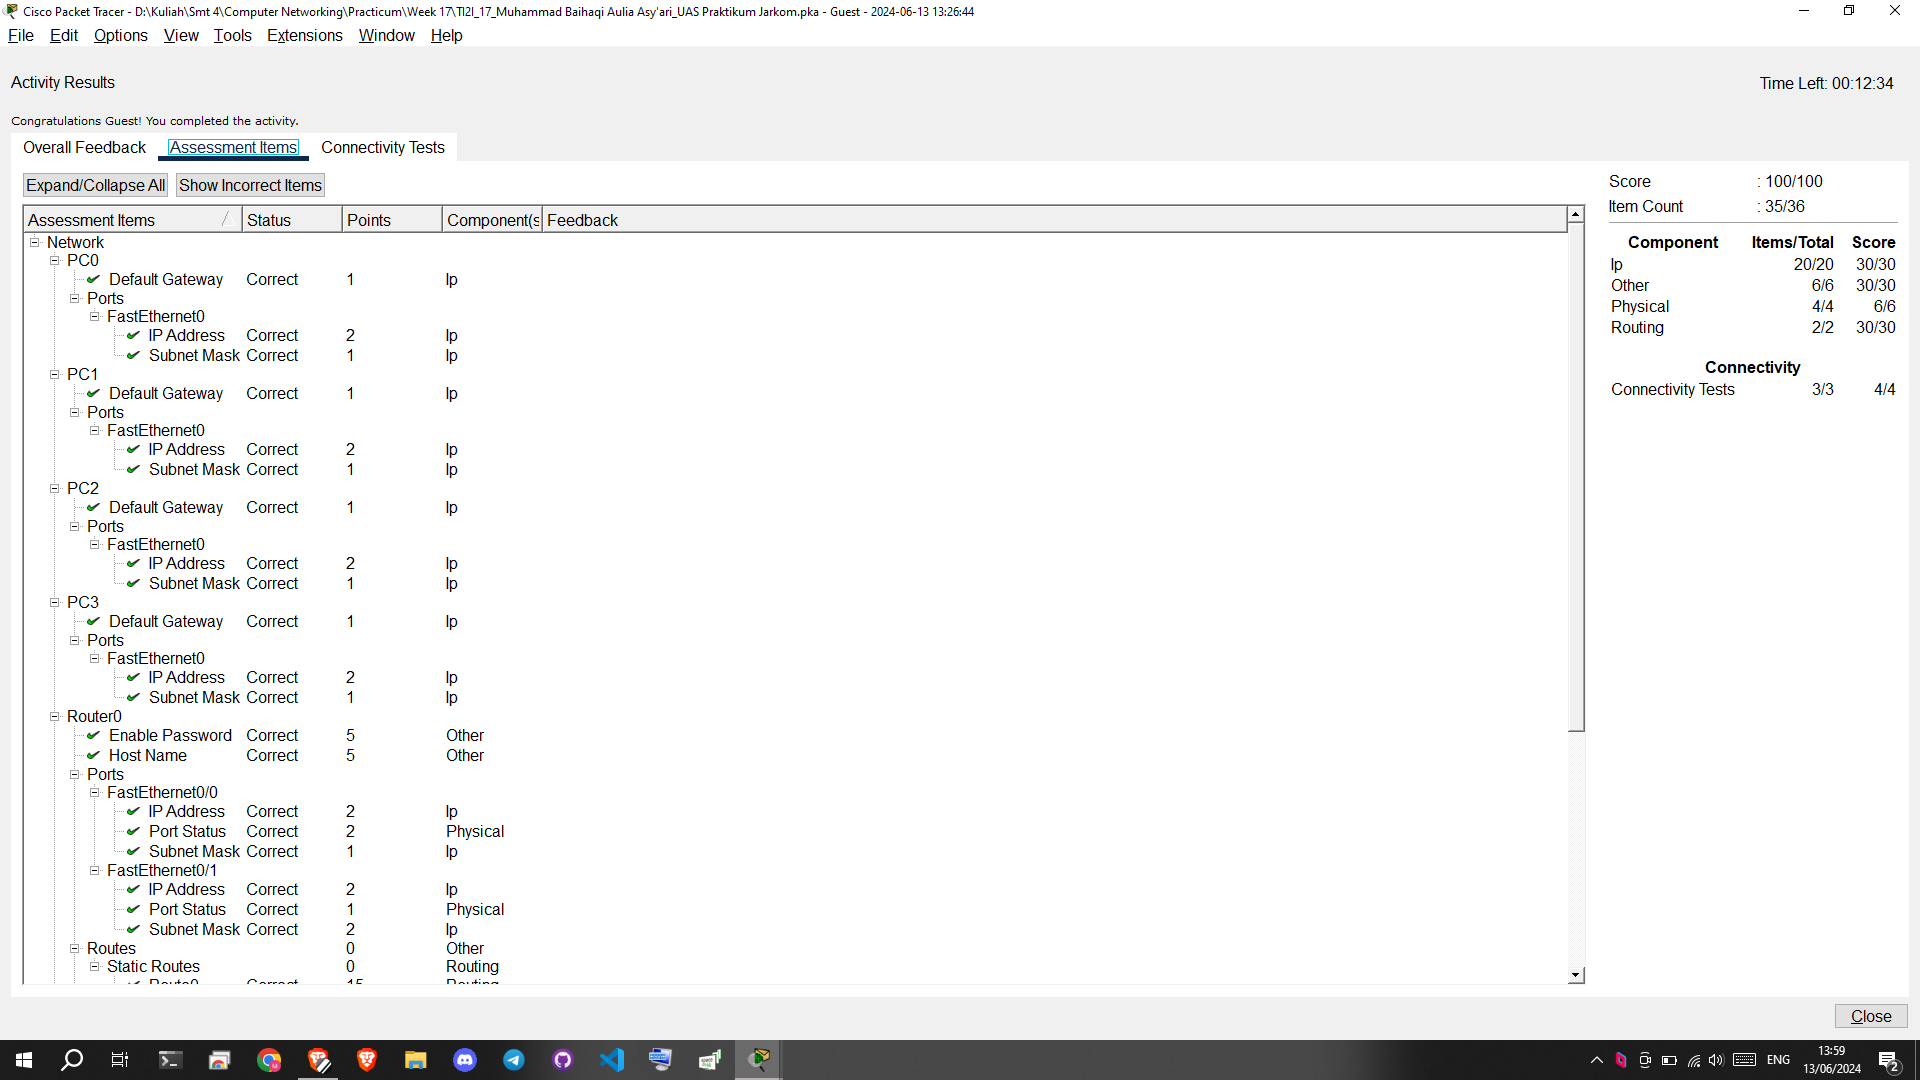 Cisco Packet Tracer - D:\Kuliah\Smt 4\Computer Networking\Practicum\Week 17\TI2I_17_Muhammad Baihaqi Aulia Asy'ari_UAS Praktikum Jarkom.pka - Guest - 2024-06-13 13:26:44
File Edit Options View Tools Extensions Window Help
Activity Results
Time Left: 00:12:34
Congratulations Guest! You completed the activity.
Overall Feedback Assessment Items Connectivity Tests
Expand/Collapse All Show Incorrect Items
Assessment Items Status Points Component(s Feedback
Network
PC0
Default Gateway Correct 1 Ip
Ports
FastEthernet0
IP Address Correct 2 Ip
Subnet Mask Correct 1 Ip
PC1
Default Gateway Correct 1 Ip
Ports
FastEthernet0
IP Address Correct 2 Ip
Subnet Mask Correct 1 Ip
PC2
Default Gateway Correct 1 Ip
Ports
FastEthernet0
IP Address Correct 2 Ip
Subnet Mask Correct 1 Ip
PC3
Default Gateway Correct 1 Ip
Ports
FastEthernet0
IP Address Correct 2 Ip
Subnet Mask Correct 1 Ip
Router0
Enable Password Correct 5 Other
Host Name Correct 5 Other
Ports
FastEthernet0/0
IP Address Correct 2 Ip
Port Status Correct 2 Physical
Subnet Mask Correct 1 Ip
FastEthernet0/1
IP Address Correct 2 Ip
Port Status Correct 1 Physical
Subnet Mask Correct 2 Ip
Routes 0 Other
Static Routes 0 Routing
Route0 Correct 15 Routing
Score : 100/100
Item Count : 35/36
Component Items/Total Score
Ip 20/20 30/30
Other 6/6 30/30
Physical 4/4 6/6
Routing 2/2 30/30
Connectivity
Connectivity Tests 3/3 4/4
Close
ENG
13:59
13/06/2024
2